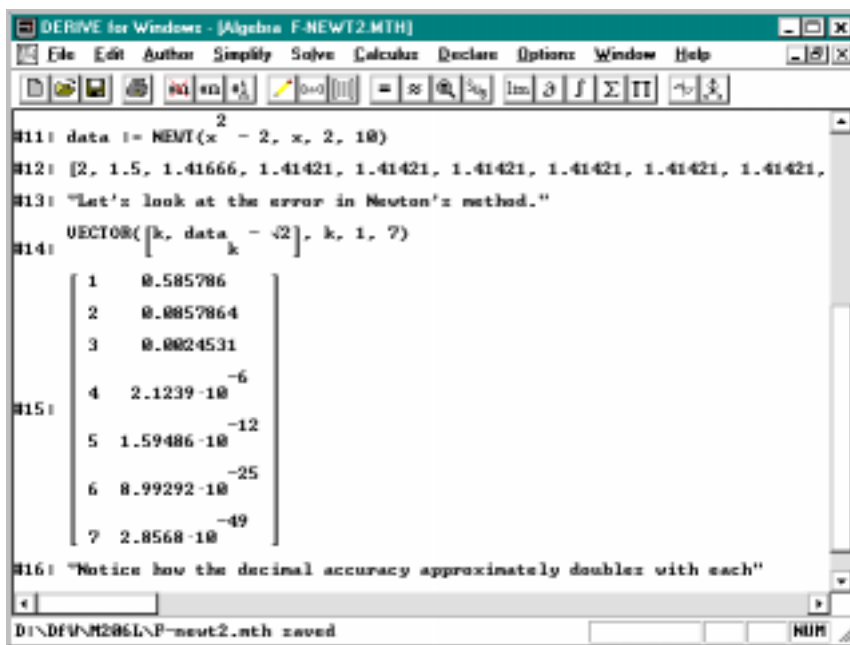 DERIVE for Windows - [Algebra F-NEWT2.MTH]
File Edit Author Simplify Solve Calculus Declare Options Window Help
= ≈ Sub lim ∂ ∫ Σ Π
#11: data := NEWT(x² - 2, x, 2, 10)
#12: [2, 1.5, 1.41666, 1.41421, 1.41421, 1.41421, 1.41421, 1.41421, 1.41421,
#13: "Let's look at the error in Newton's method."
#14: VECTOR([k, data k - √2], k, 1, 7)
#15:
1 0.585786
2 0.0857864
3 0.0024531
4 2.1239·10⁻⁶
5 1.59486·10⁻¹²
6 8.99292·10⁻²⁵
7 2.8568·10⁻⁴⁹
#16: "Notice how the decimal accuracy approximately doubles with each"
D:\DfW\M206L\F-newt2.mth saved NUM